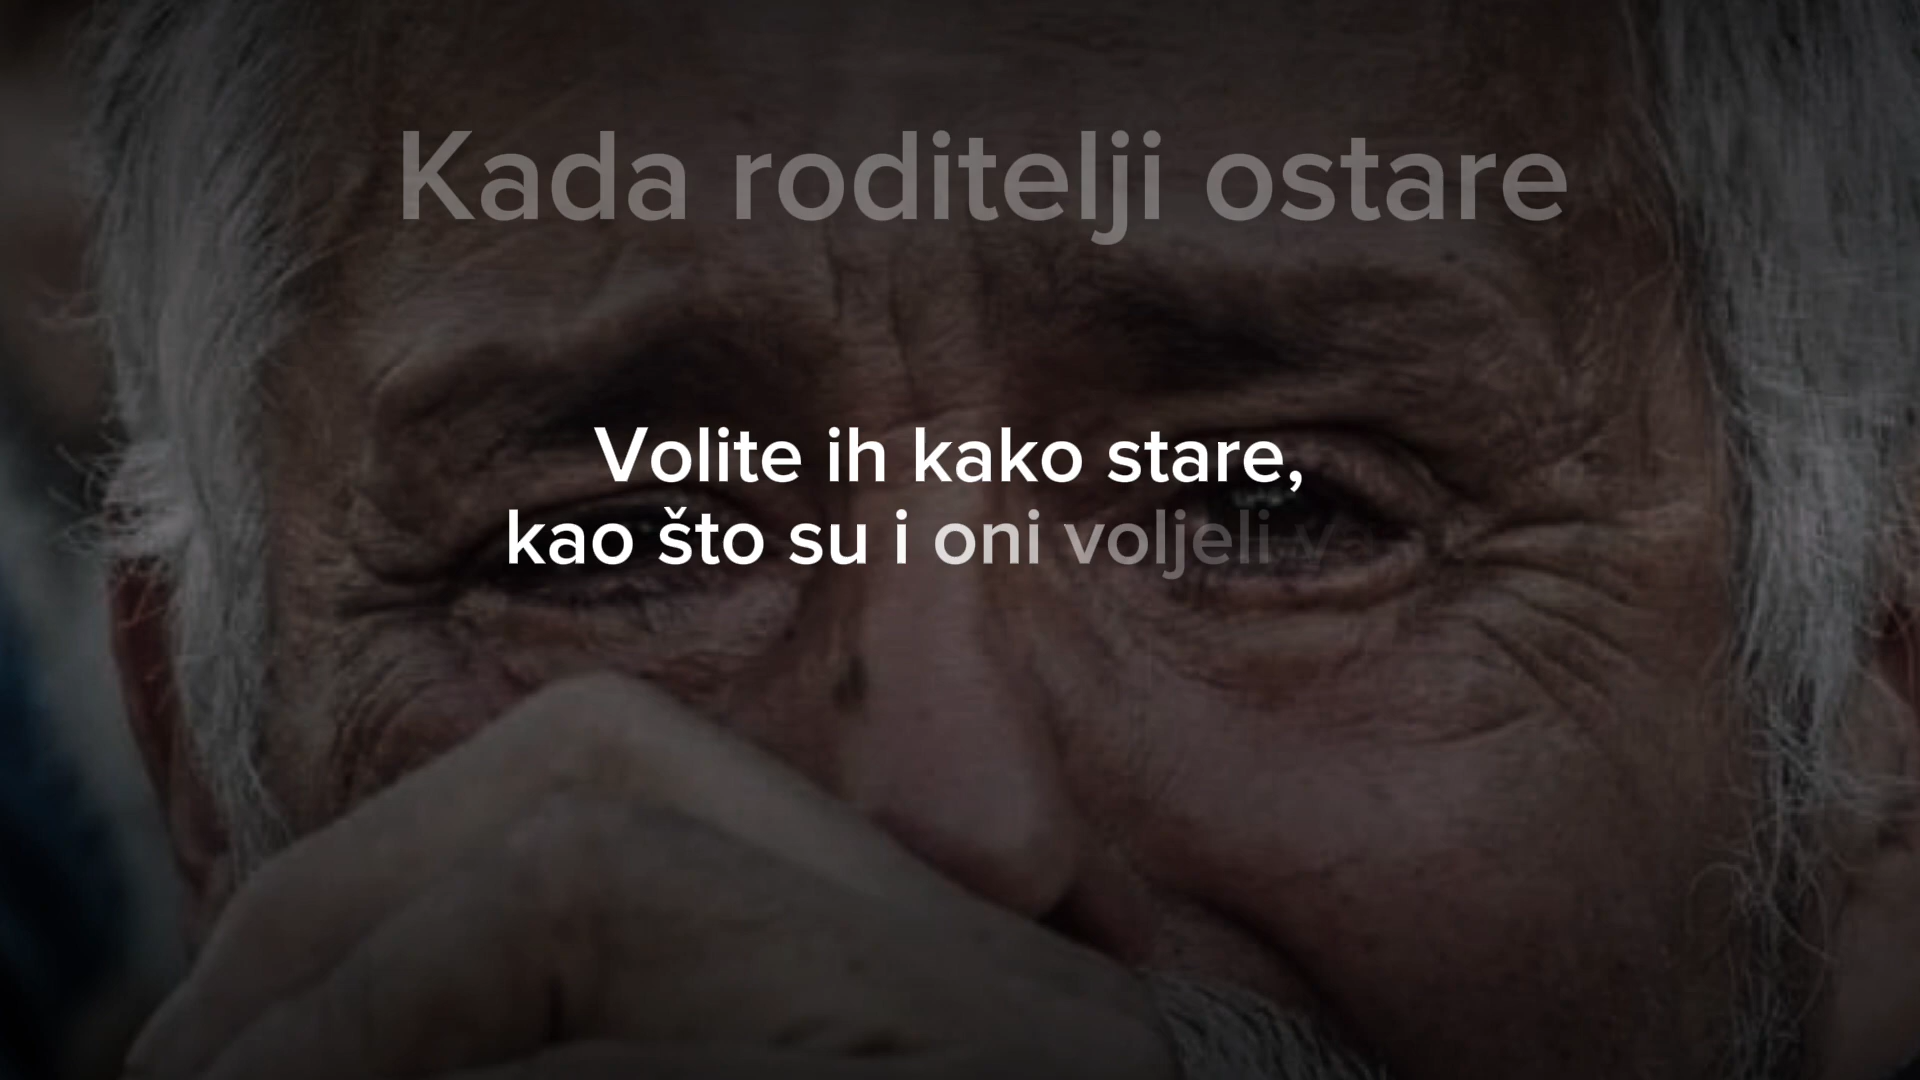 Kada roditelji ostare
Volite ih kako stare,
kao što su i oni voljeli